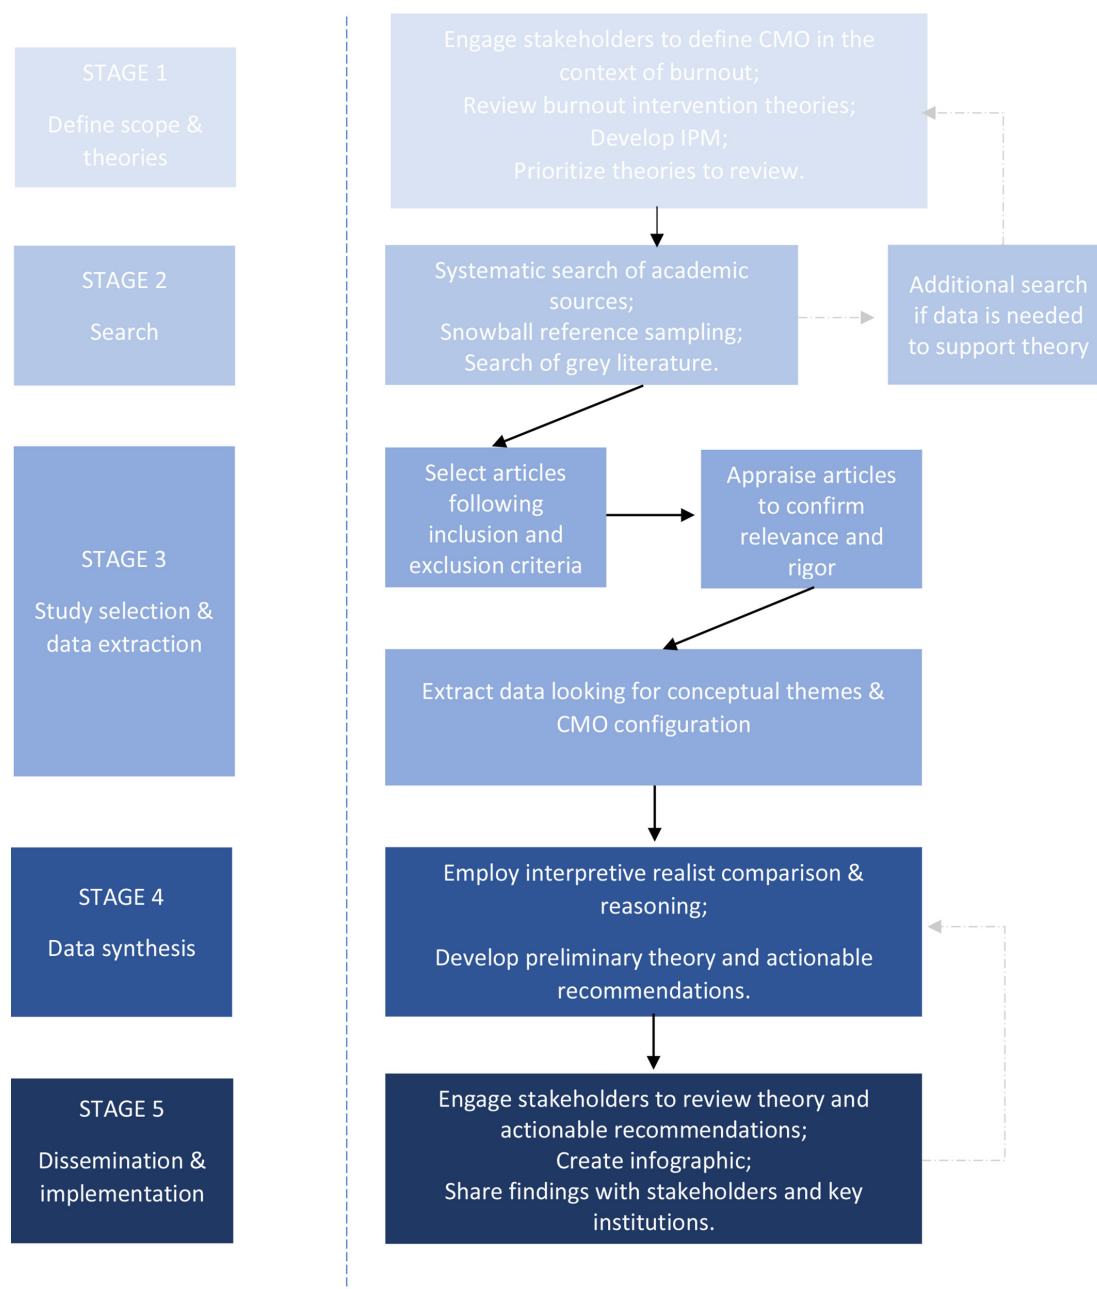 STAGE 1
Define scope &
theories
Engage stakeholders to define CMO in the
context of burnout;
Review burnout intervention theories;
Develop IPM;
Prioritize theories to review.
STAGE 2
Search
Systematic search of academic
sources;
Snowball reference sampling;
Search of grey literature.
Additional search
if data is needed
to support theory
STAGE 3
Study selection &
data extraction
Select articles
following
inclusion and
exclusion criteria
Appraise articles
to confirm
relevance and
rigor
Extract data looking for conceptual themes &
CMO configuration
STAGE 4
Data synthesis
Employ interpretive realist comparison &
reasoning;
Develop preliminary theory and actionable
recommendations.
STAGE 5
Dissemination &
implementation
Engage stakeholders to review theory and
actionable recommendations;
Create infographic;
Share findings with stakeholders and key
institutions.